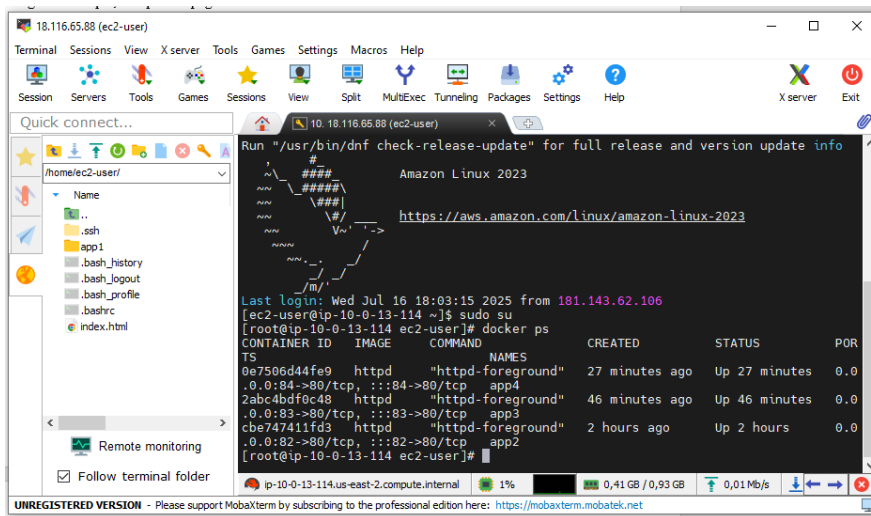 18.116.65.88 (ec2-user)
Terminal Sessions View X server Tools Games Settings Macros Help
Session Servers Tools Games Sessions View Split MultiExec Tunneling Packages Settings Help X server Exit
Quick connect...
10. 18.116.65.88 (ec2-user)
/home/ec2-user/
Name
..
.ssh
app1
.bash_history
.bash_logout
.bash_profile
.bashrc
index.html
Remote monitoring
Follow terminal folder
Run "/usr/bin/dnf check-release-update" for full release and version update info
   ,     #_
   ~\_  ####_        Amazon Linux 2023
  ~~  \_#####\
  ~~     \###|
  ~~       \#/ ___   https://aws.amazon.com/linux/amazon-linux-2023
   ~~       V~' '->
    ~~~         /
      ~~._.   _/
         _/ _/
       _/m/'
Last login: Wed Jul 16 18:03:15 2025 from 181.143.62.106
[ec2-user@ip-10-0-13-114 ~]$ sudo su
[root@ip-10-0-13-114 ec2-user]# docker ps
CONTAINER ID   IMAGE     COMMAND              CREATED          STATUS          POR
TS                               NAMES
0e7506d44fe9   httpd     "httpd-foreground"   27 minutes ago   Up 27 minutes   0.0
.0.0:84->80/tcp, :::84->80/tcp   app4
2abc4bdf0c48   httpd     "httpd-foreground"   46 minutes ago   Up 46 minutes   0.0
.0.0:83->80/tcp, :::83->80/tcp   app3
cbe747411fd3   httpd     "httpd-foreground"   2 hours ago      Up 2 hours      0.0
.0.0:82->80/tcp, :::82->80/tcp   app2
[root@ip-10-0-13-114 ec2-user]#
ip-10-0-13-114.us-east-2.compute.internal 1% 0,41 GB / 0,93 GB 0,01 Mb/s
UNREGISTERED VERSION - Please support MobaXterm by subscribing to the professional edition here: https://mobaxterm.mobatek.net